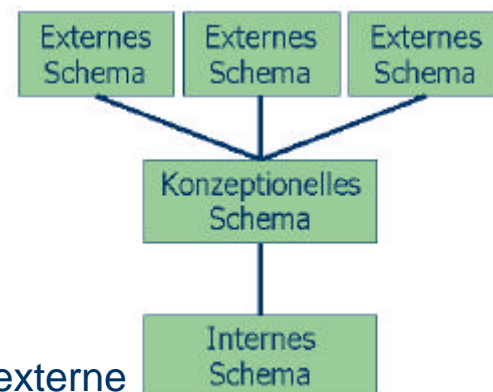 Externes
Schema
Externes
Schema
Externes
Schema
Konzeptionelles
Schema
Internes
Schema
externe